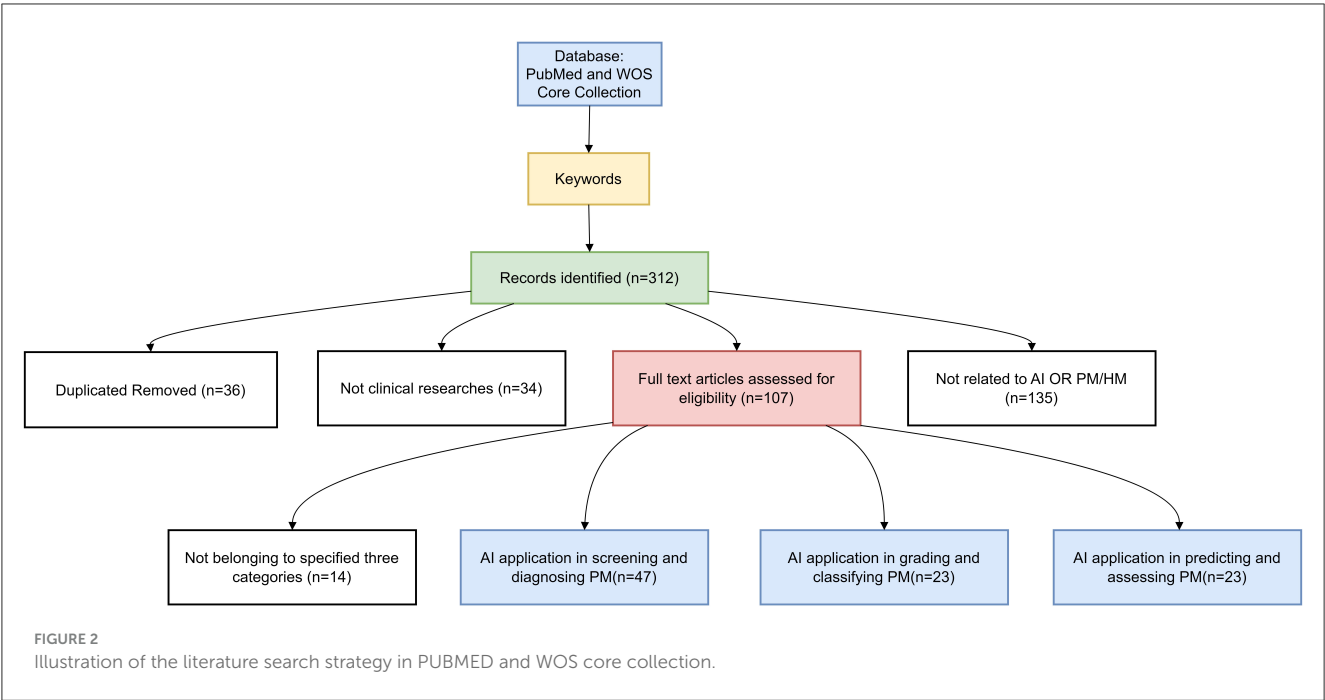 Database:
PubMed and WOS
Core Collection
Keywords
Records identified (n=312)
Duplicated Removed (n=36)
Not clinical researches (n=34)
Full text articles assessed for
eligibility (n=107)
Not related to AI OR PM/HM
(n=135)
Not belonging to specified three
categories (n=14)
AI application in screening and
diagnosing PM(n=47)
AI application in grading and
classifying PM(n=23)
AI application in predicting and
assessing PM(n=23)
FIGURE 2
Illustration of the literature search strategy in PUBMED and WOS core collection.